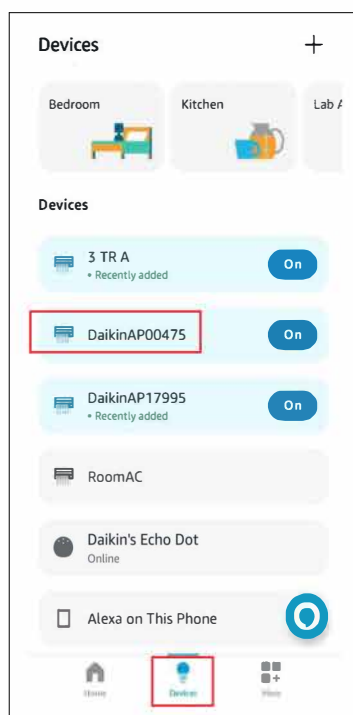 Devices +
Bedroom
Kitchen
Lab A
Devices
3 TR A
On
• Recently added
DaikinAP00475
On
DaikinAP17995
On
• Recently added
RoomAC
Daikin's Echo Dot
Online
Alexa on This Phone
Home
Devices
More